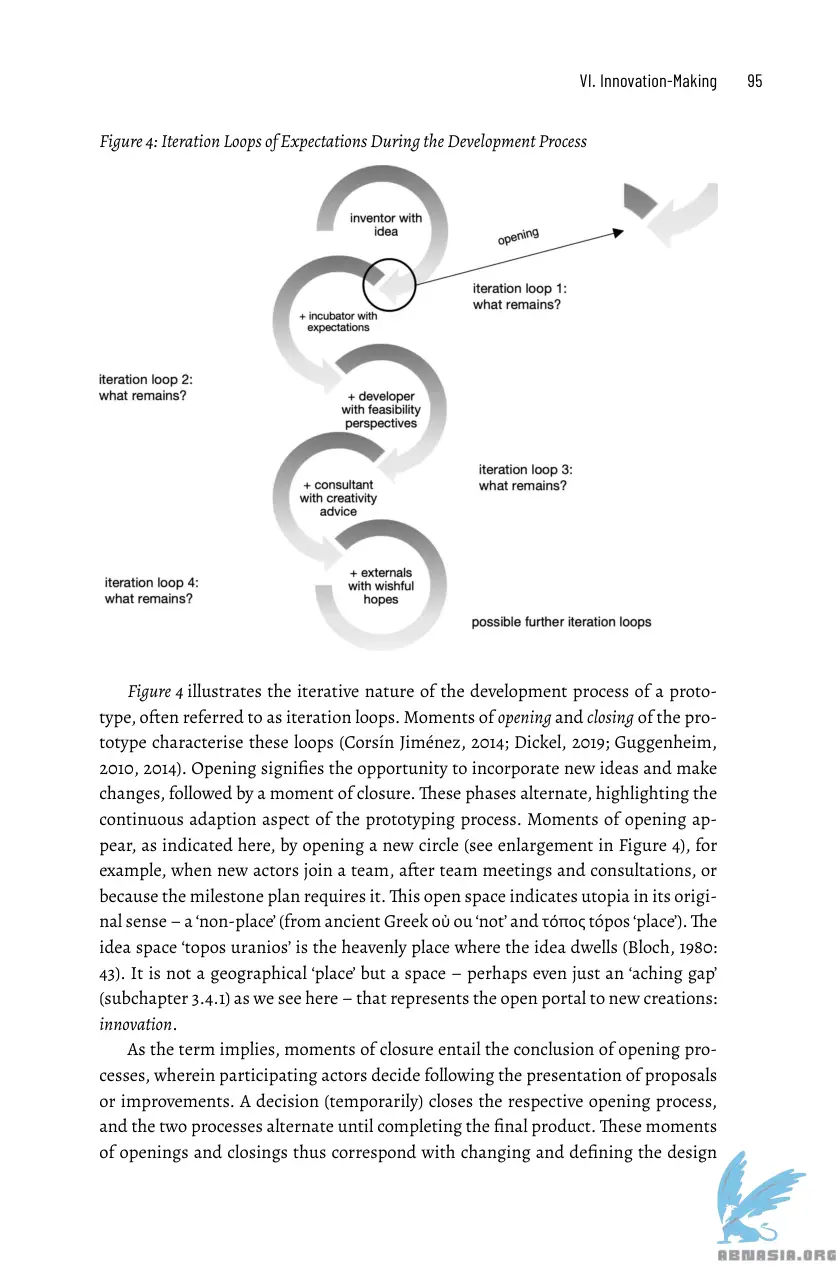 VI. Innovation-Making 95
Figure 4: Iteration Loops of Expectations During the Development Process
inventor with
idea
opening
iteration loop 1:
what remains?
+ incubator with
expectations
iteration loop 2:
what remains?
+ developer
with feasibility
perspectives
iteration loop 3:
what remains?
+ consultant
with creativity
advice
iteration loop 4:
what remains?
+ externals
with wishful
hopes
possible further iteration loops
Figure 4 illustrates the iterative nature of the development process of a proto-
type, often referred to as iteration loops. Moments of opening and closing of the pro-
totype characterise these loops (Corsín Jiménez, 2014; Dickel, 2019; Guggenheim,
2010, 2014). Opening signifies the opportunity to incorporate new ideas and make
changes, followed by a moment of closure. These phases alternate, highlighting the
continuous adaption aspect of the prototyping process. Moments of opening ap-
pear, as indicated here, by opening a new circle (see enlargement in Figure 4), for
example, when new actors join a team, after team meetings and consultations, or
because the milestone plan requires it. This open space indicates utopia in its origi-
nal sense – a ‘non-place’ (from ancient Greek οὐ ou ‘not’ and τόπος tópos ‘place’). The
idea space ‘topos uranios’ is the heavenly place where the idea dwells (Bloch, 1980:
43). It is not a geographical ‘place’ but a space – perhaps even just an ‘aching gap’
(subchapter 3.4.1) as we see here – that represents the open portal to new creations:
innovation.
As the term implies, moments of closure entail the conclusion of opening pro-
cesses, wherein participating actors decide following the presentation of proposals
or improvements. A decision (temporarily) closes the respective opening process,
and the two processes alternate until completing the final product. These moments
of openings and closings thus correspond with changing and defining the design
ABNASIA.ORG